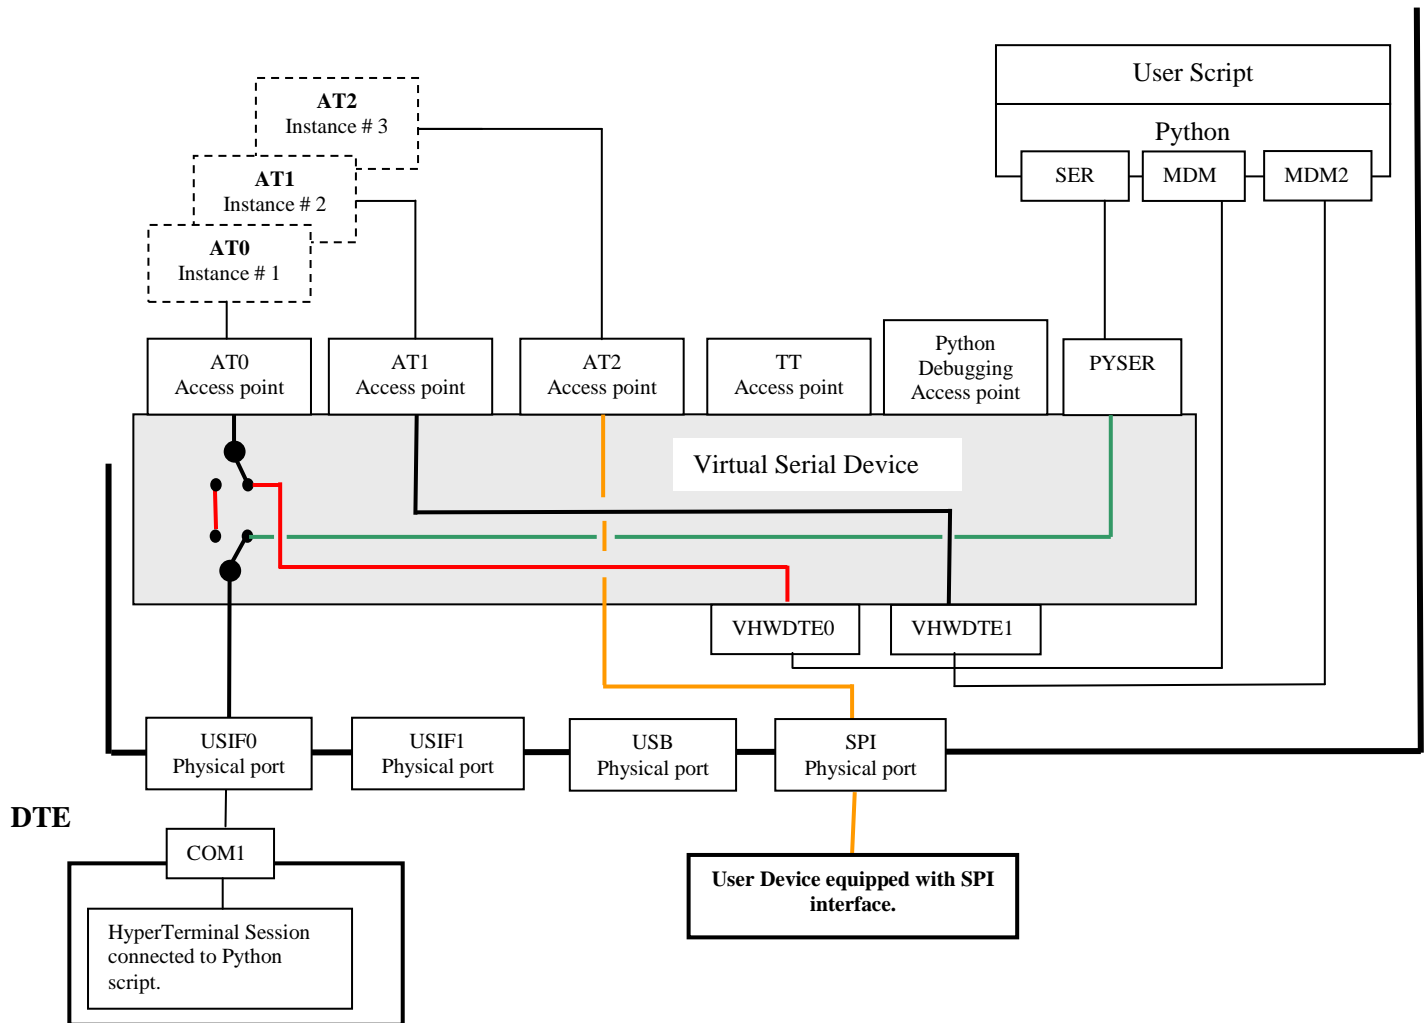 User Script
Python
SER
MDM
MDM2
AT2
Instance # 3
AT1
Instance # 2
AT0
Instance # 1
AT0
Access point
AT1
Access point
AT2
Access point
TT
Access point
Python
Debugging
Access point
PYSER
Virtual Serial Device
VHWDTE0
VHWDTE1
USIF0
Physical port
USIF1
Physical port
USB
Physical port
SPI
Physical port
DTE
COM1
HyperTerminal Session
connected to Python
script.
User Device equipped with SPI
interface.